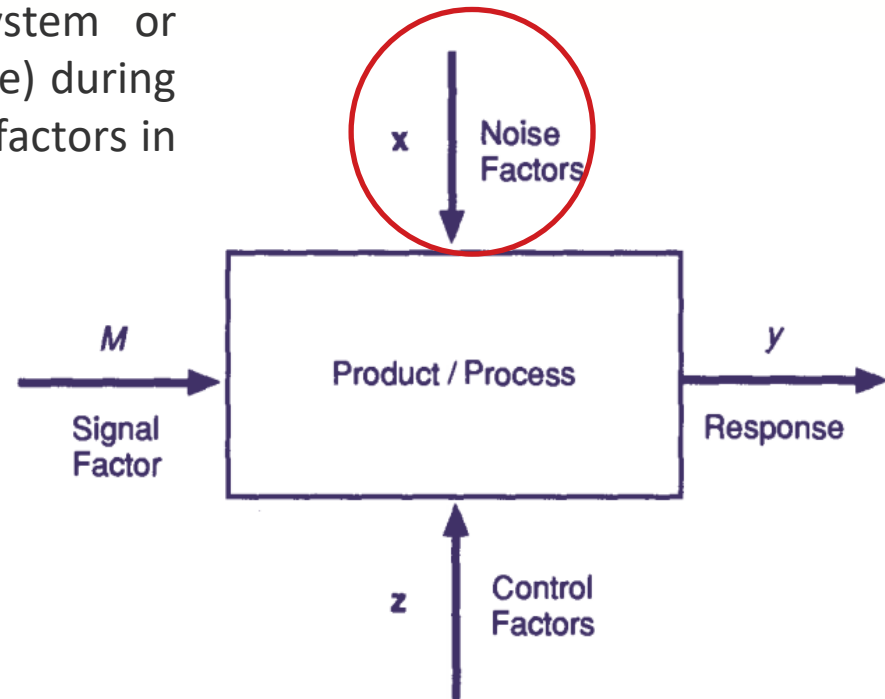 ystem or
e) during
factors in
x
Noise
Factors
M
Product / Process
y
Signal
Factor
Response
z
Control
Factors